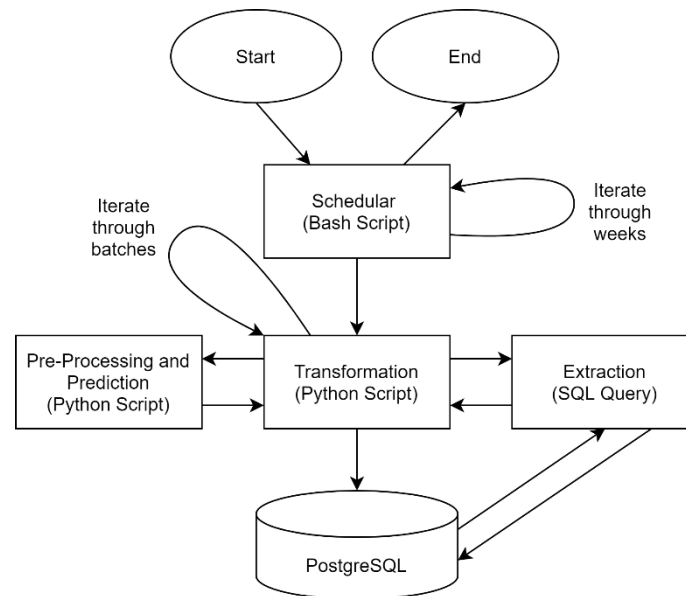 Start
End
Schedular
(Bash Script)
Iterate
through
weeks
Iterate
through
batches
Pre-Processing and
Prediction
(Python Script)
Transformation
(Python Script)
Extraction
(SQL Query)
PostgreSQL